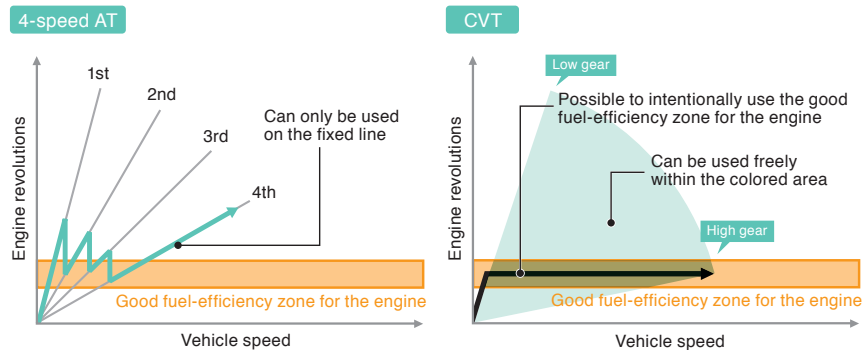 4-speed AT
1st
2nd
3rd
4th
Can only be used
on the fixed line
Engine revolutions
Good fuel-efficiency zone for the engine
Vehicle speed
CVT
Low gear
Possible to intentionally use the good
fuel-efficiency zone for the engine
Can be used freely
within the colored area
High gear
Engine revolutions
Good fuel-efficiency zone for the engine
Vehicle speed